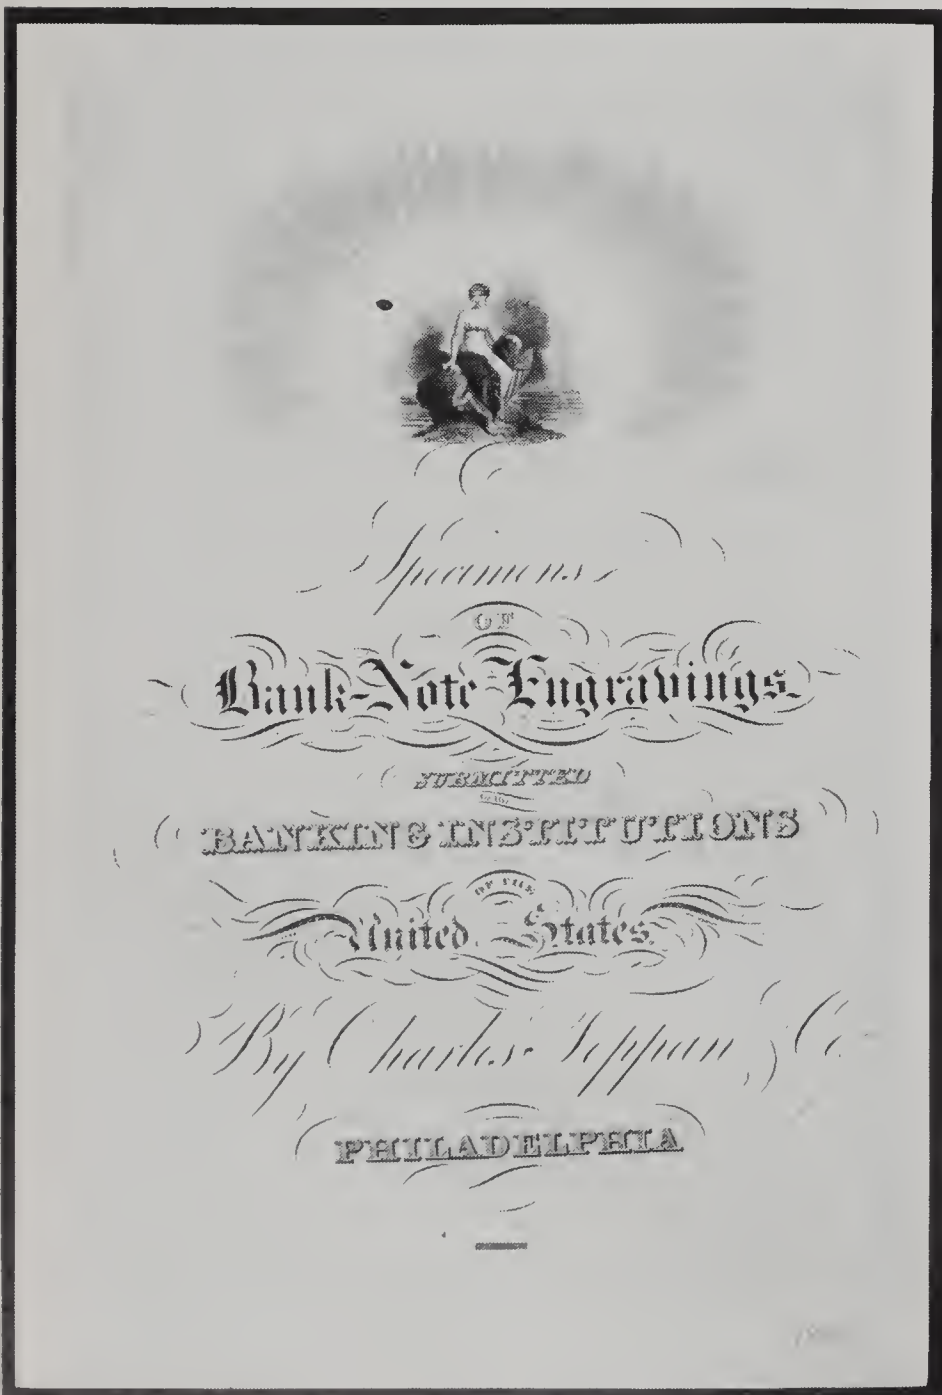 Specimens
OF
Bank-Note Engravings.
SUBMITTED
to the
BANKING INSTITUTIONS
OF THE
United States.
By Charles Toppan, & Co.
PHILADELPHIA